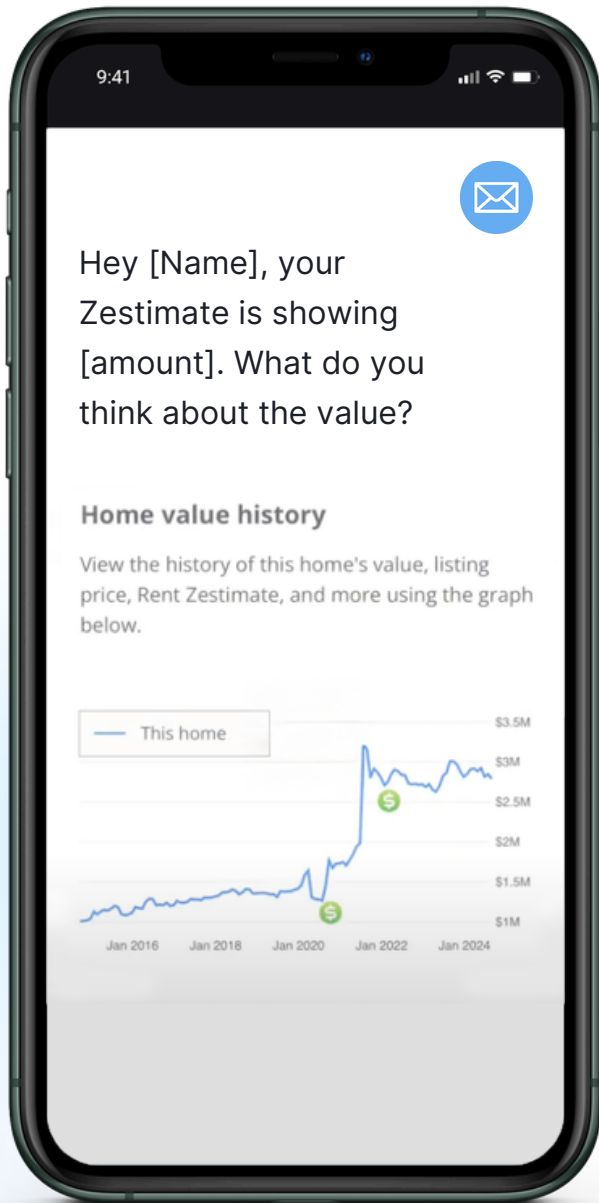 9:41
Hey [Name], your
Zestimate is showing
[amount]. What do you
think about the value?
Home value history
View the history of this home's value, listing
price, Rent Zestimate, and more using the graph
below.
This home
$3.5M
$3M
$2.5M
$2M
$1.5M
$1M
$
$
Jan 2016 Jan 2018 Jan 2020 Jan 2022 Jan 2024